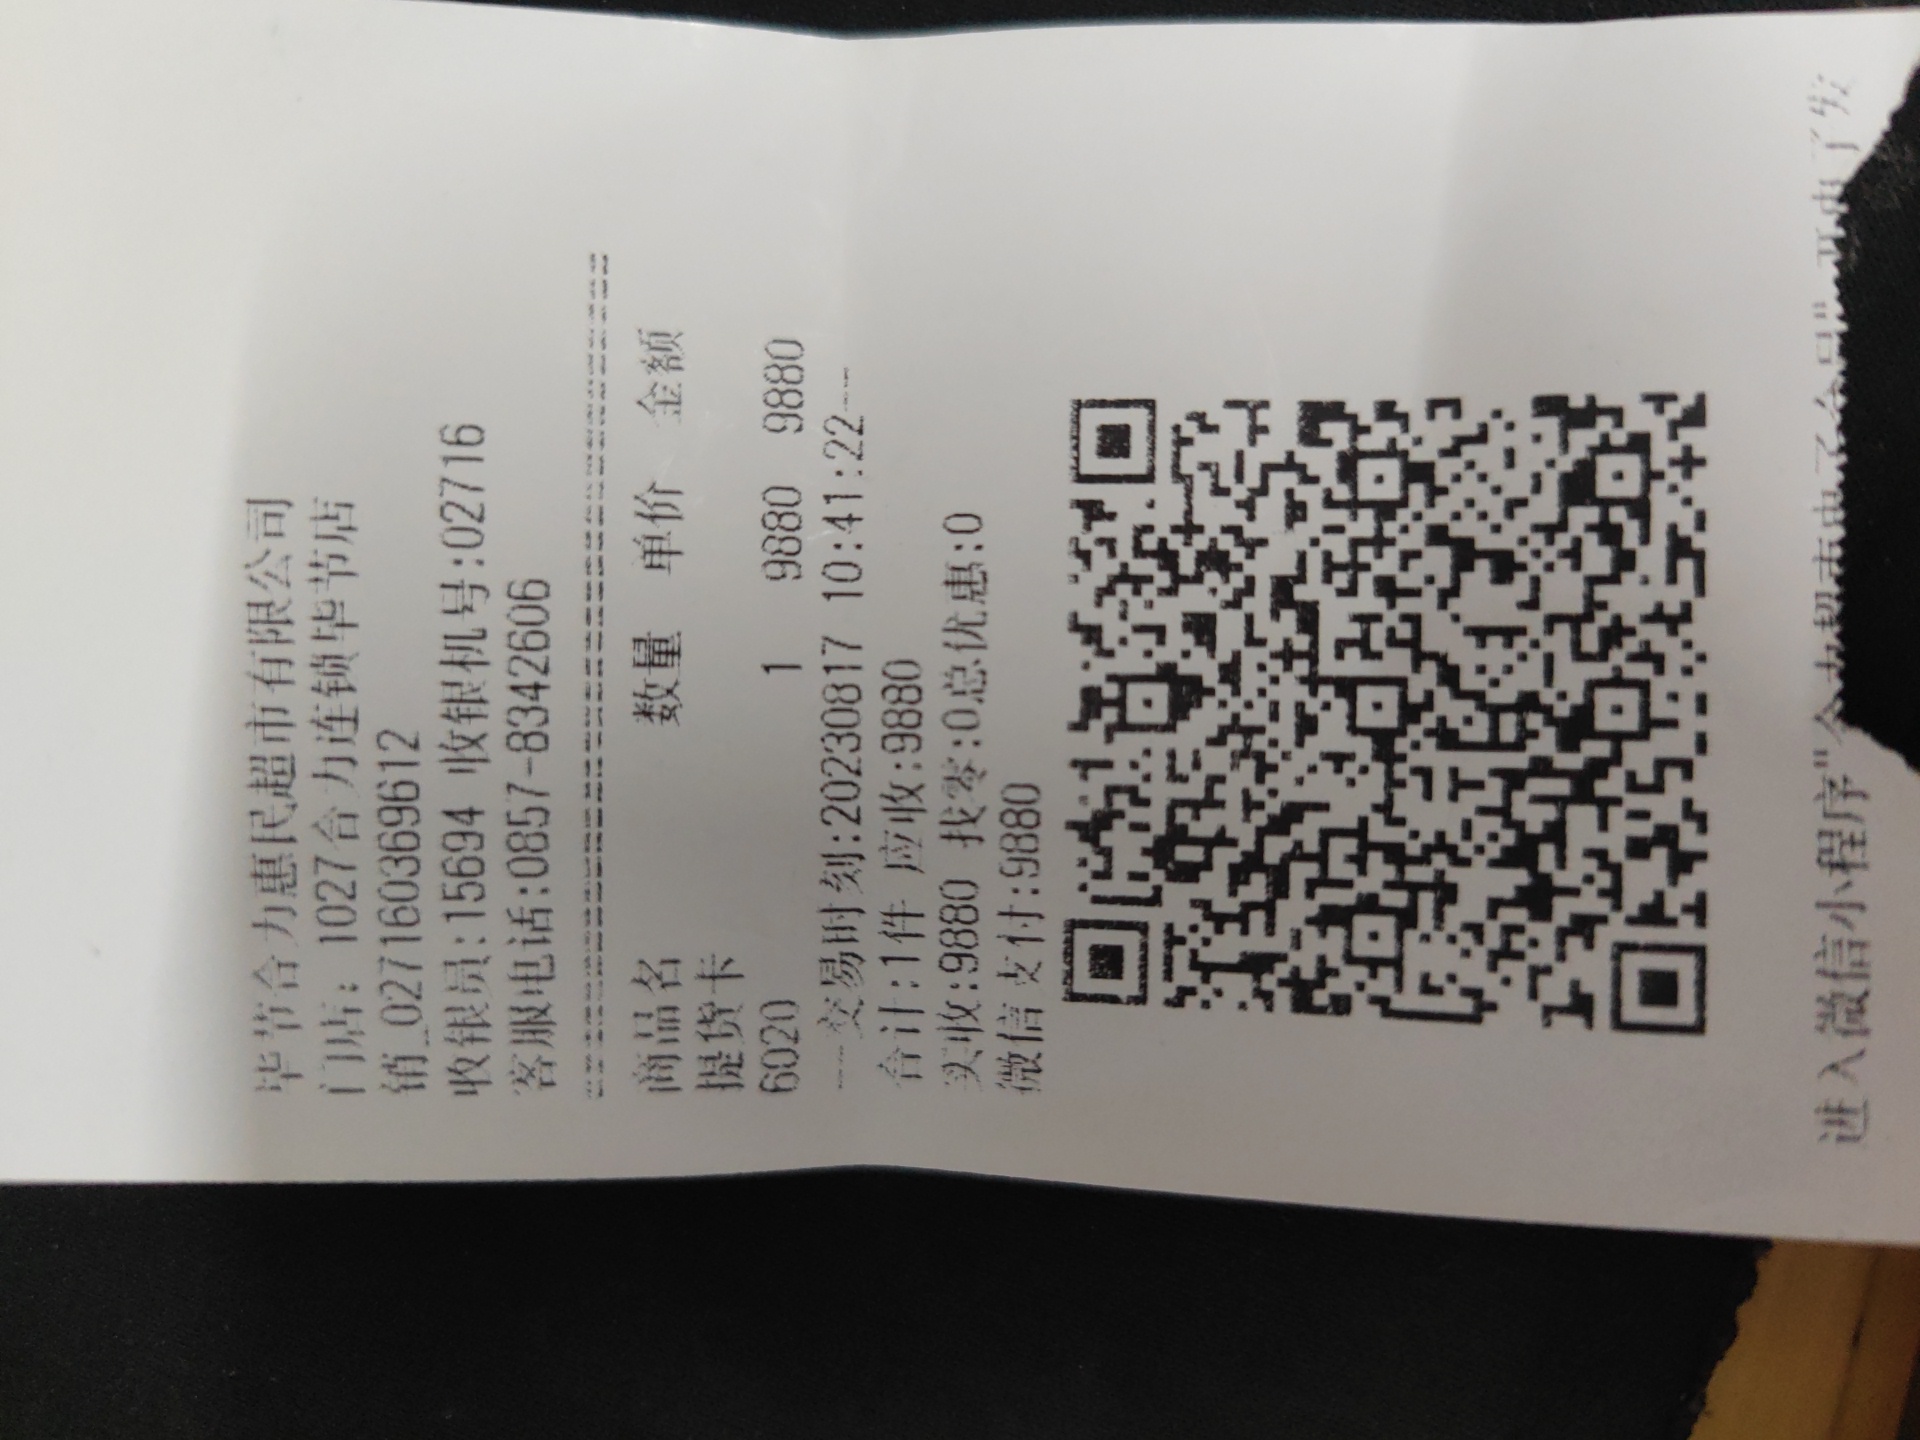 毕节合力惠民超市有限公司
门店: 1027合力连锁毕节店
销_0271603699612
收银员:15694 收银机号:02716
客服电话:0857-8342606
商品名 数量 单价 金额
提货卡
6020 1 9880 9880
--交易时刻:20230817 10:41:22--
合计:1件 应收:9880
实收:9880 找零:0总优惠:0
微信支付:9880
进入微信小程序"合力超市电子会员" 开电子发